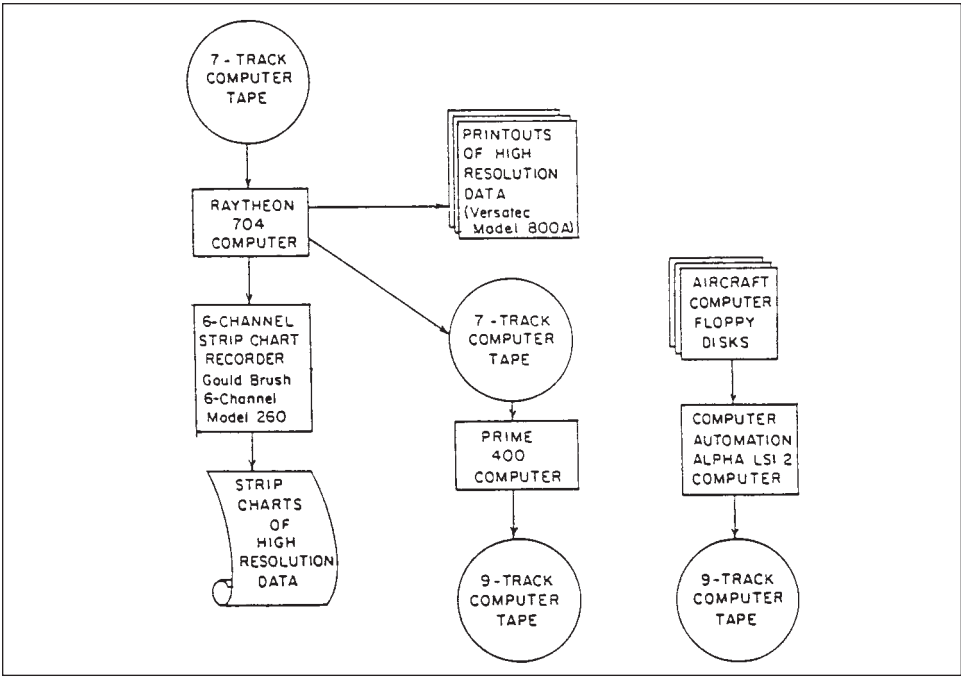 7-TRACK
COMPUTER
TAPE
RAYTHEON
704
COMPUTER
PRINTOUTS
OF HIGH
RESOLUTION
DATA
(Versatec
Model 800A)
6-CHANNEL
STRIP CHART
RECORDER
Gould Brush
6-Channel
Model 260
STRIP
CHARTS
OF
HIGH
RESOLUTION
DATA
7-TRACK
COMPUTER
TAPE
PRIME
400
COMPUTER
9-TRACK
COMPUTER
TAPE
AIRCRAFT
COMPUTER
FLOPPY
DISKS
COMPUTER
AUTOMATION
ALPHA LSI 2
COMPUTER
9-TRACK
COMPUTER
TAPE